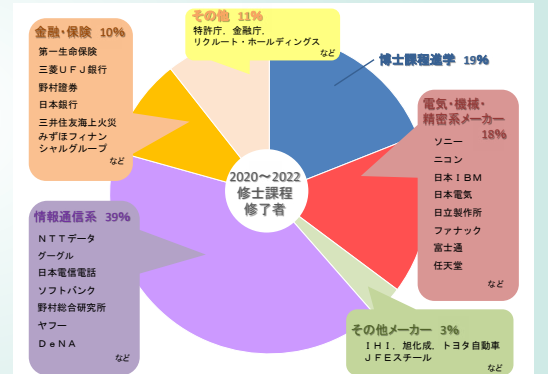 その他 11%
特許庁, 金融庁,
リクルート・ホールディングス
など
金融・保険 10%
第一生命保険
三菱ＵＦＪ銀行
野村證券
日本銀行
三井住友海上火災
みずほフィナン
シャルグループ
など
博士課程進学 19%
電気・機械・
精密系メーカー
18%
ソニー
ニコン
日本ＩＢＭ
日本電気
日立製作所
ファナック
富士通
任天堂
など
2020～2022
修士課程
修了者
情報通信系 39%
ＮＴＴデータ
グーグル
日本電信電話
ソフトバンク
野村総合研究所
ヤフー
ＤｅＮＡ
など
その他メーカー 3%
ＩＨＩ, 旭化成, トヨタ自動車
ＪＦＥスチール
など